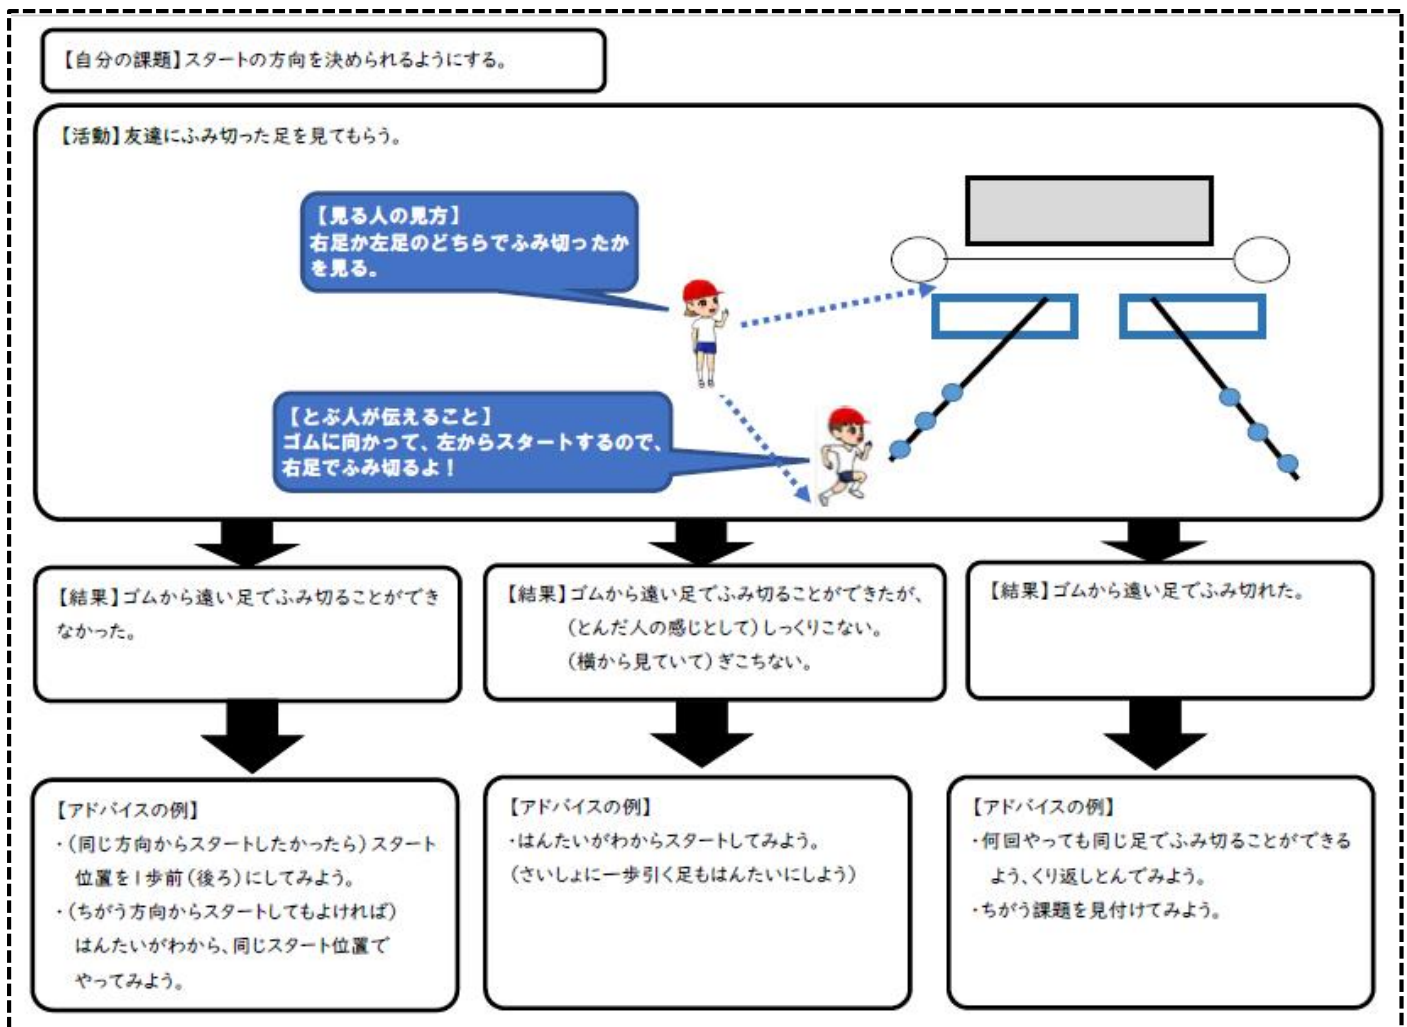 【自分の課題】スタートの方向を決められるようにする。
【活動】友達にふみ切った足を見てもらう。
【見る人の見方】
右足か左足のどちらでふみ切ったか
を見る。
【とぶ人が伝えること】
ゴムに向かって、左からスタートするので、
右足でふみ切るよ！
【結果】ゴムから遠い足でふみ切ることができ
なかった。
【結果】ゴムから遠い足でふみ切ることができたが、
（とんだ人の感じとして）しっくりこない。
（横から見ていて）ぎこちない。
【結果】ゴムから遠い足でふみ切れた。
【アドバイスの例】
・（同じ方向からスタートしたかったら）スタート
位置を１歩前（後ろ）にしてみよう。
・（ちがう方向からスタートしてもよければ）
はんたいがわから、同じスタート位置で
やってみよう。
【アドバイスの例】
・はんたいがわからスタートしてみよう。
（さいしょに一歩引く足もはんたいにしよう）
【アドバイスの例】
・何回やっても同じ足でふみ切ることができる
よう、くり返しとんでみよう。
・ちがう課題を見付けてみよう。